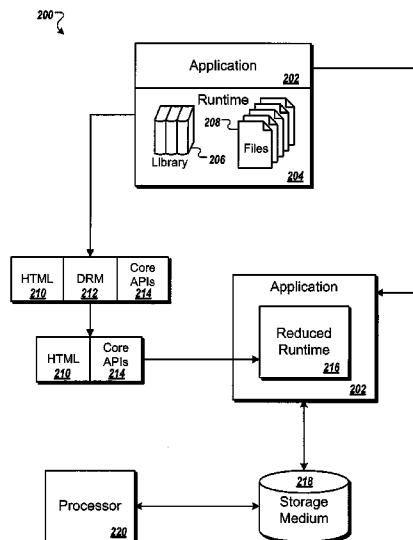 200
Application
202
Runtime
208
Library
206
Files
204
HTML
210
DRM
212
Core
APIs
214
HTML
210
Core
APIs
214
Application
Reduced
Runtime
216
202
218
Storage
Medium
Processor
220